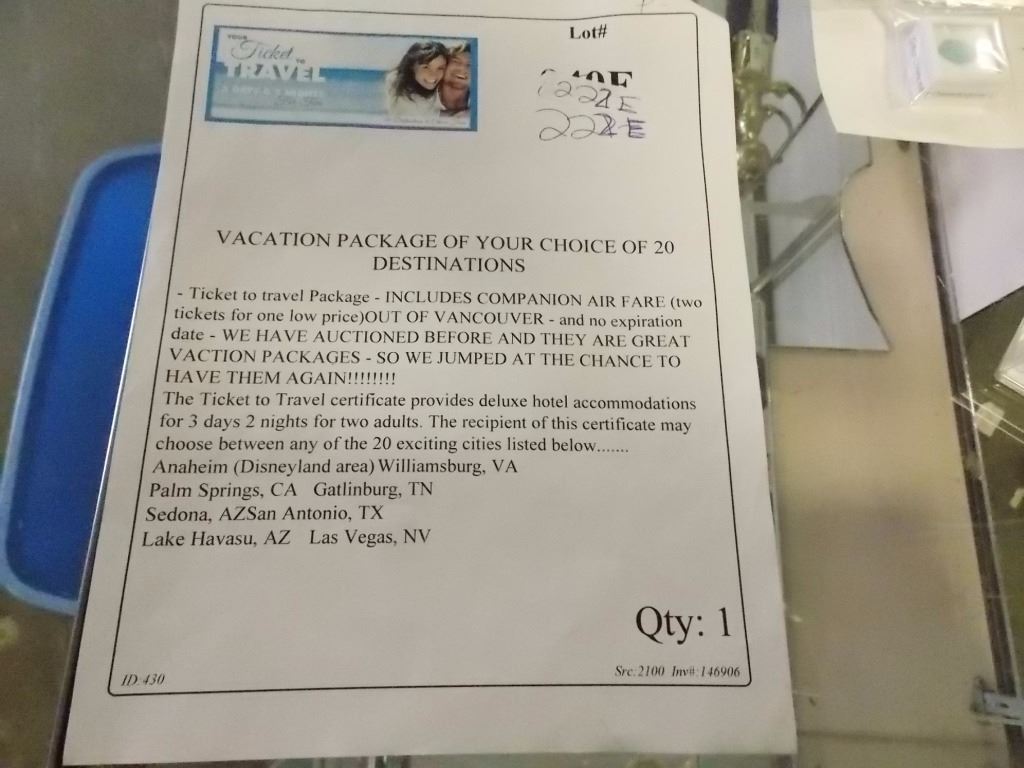 YOUR
Ticket TO
TRAVEL
3 DAYS & 2 NIGHTS
Lot#
VACATION PACKAGE OF YOUR CHOICE OF 20
DESTINATIONS
- Ticket to travel Package - INCLUDES COMPANION AIR FARE (two
tickets for one low price)OUT OF VANCOUVER - and no expiration
date - WE HAVE AUCTIONED BEFORE AND THEY ARE GREAT
VACTION PACKAGES - SO WE JUMPED AT THE CHANCE TO
HAVE THEM AGAIN!!!!!!!!
The Ticket to Travel certificate provides deluxe hotel accommodations
for 3 days 2 nights for two adults. The recipient of this certificate may
choose between any of the 20 exciting cities listed below.......
Anaheim (Disneyland area) Williamsburg, VA
Palm Springs, CA Gatlinburg, TN
Sedona, AZSan Antonio, TX
Lake Havasu, AZ Las Vegas, NV
Qty: 1
ID:430
Src:2100 Inv#:146906